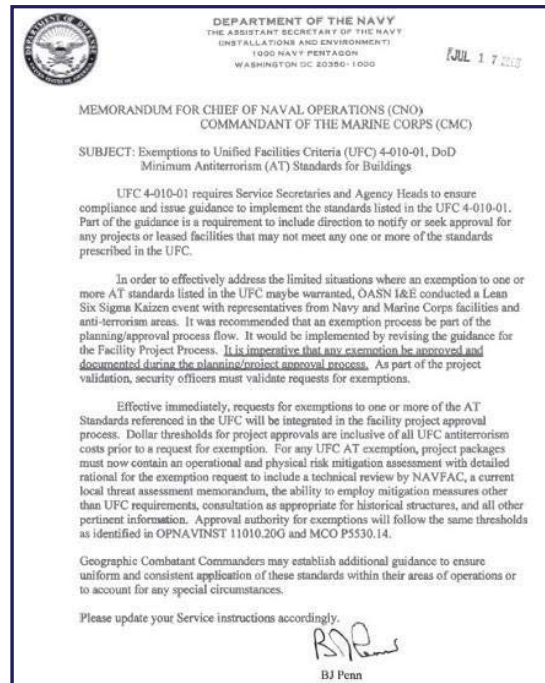 DEPARTMENT OF THE NAVY
THE ASSISTANT SECRETARY OF THE NAVY
(INSTALLATIONS AND ENVIRONMENT)
1000 NAVY PENTAGON
WASHINGTON DC 20350-1000
JUL 17
MEMORANDUM FOR CHIEF OF NAVAL OPERATIONS (CNO)
COMMANDANT OF THE MARINE CORPS (CMC)
SUBJECT: Exemptions to Unified Facilities Criteria (UFC) 4-010-01, DoD
Minimum Antiterrorism (AT) Standards for Buildings
UFC 4-010-01 requires Service Secretaries and Agency Heads to ensure
compliance and issue guidance to implement the standards listed in the UFC 4-010-01.
Part of the guidance is a requirement to include direction to notify or seek approval for
any projects or leased facilities that may not meet any one or more of the standards
prescribed in the UFC.
In order to effectively address the limited situations where an exemption to one or
more AT standards listed in the UFC maybe warranted, OASN I&E conducted a Lean
Six Sigma Kaizen event with representatives from Navy and Marine Corps facilities and
anti-terrorism areas. It was recommended that an exemption process be part of the
planning/approval process flow. It would be implemented by revising the guidance for
the Facility Project Process. It is imperative that any exemption be approved and
documented during the planning/project approval process. As part of the project
validation, security officers must validate requests for exemptions.
Effective immediately, requests for exemptions to one or more of the AT
Standards referenced in the UFC will be integrated in the facility project approval
process. Dollar thresholds for project approvals are inclusive of all UFC antiterrorism
costs prior to a request for exemption. For any UFC AT exemption, project packages
must now contain an operational and physical risk mitigation assessment with detailed
rational for the exemption request to include a technical review by NAVFAC, a current
local threat assessment memorandum, the ability to employ mitigation measures other
than UFC requirements, consultation as appropriate for historical structures, and all other
pertinent information. Approval authority for exemptions will follow the same thresholds
as identified in OPNAVINST 11010.20G and MCO P5530.14.
Geographic Combatant Commanders may establish additional guidance to ensure
uniform and consistent application of these standards within their areas of operations or
to account for any special circumstances.
Please update your Service instructions accordingly.
BJ Penn
BJ Penn